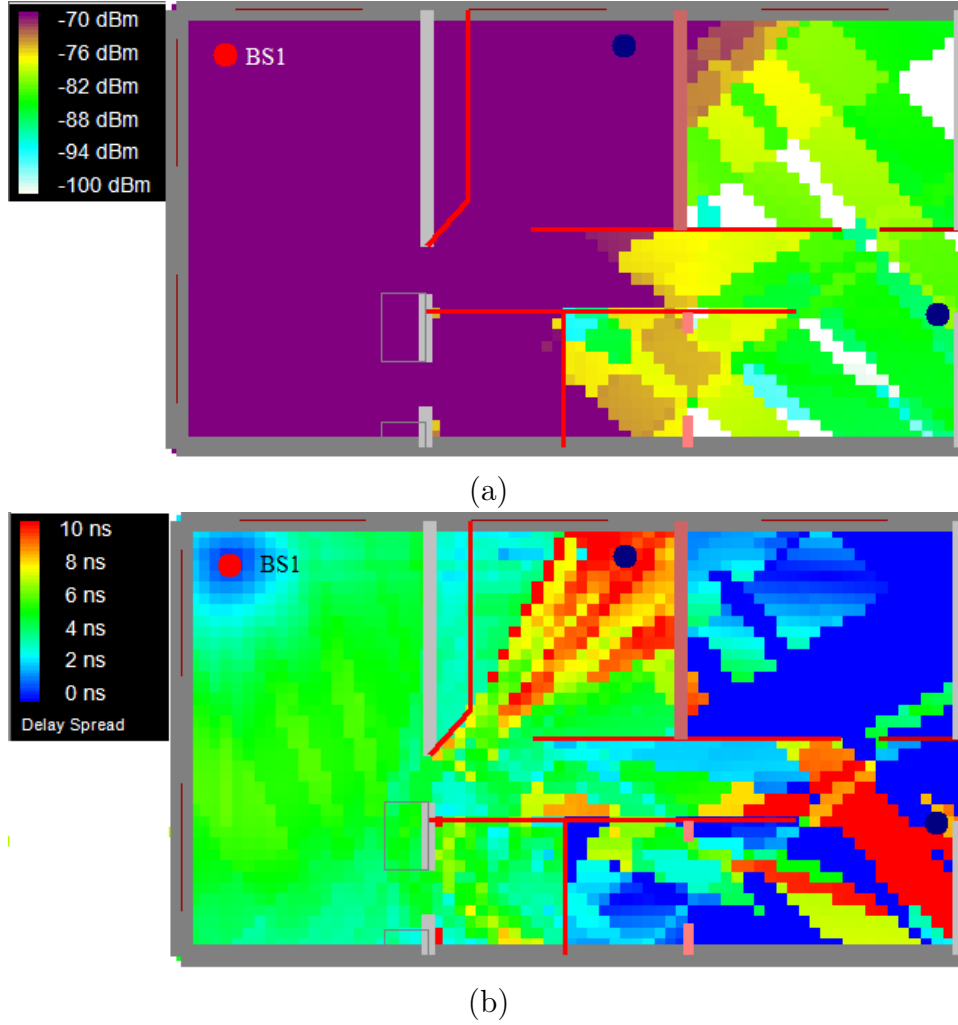 -70 dBm
-76 dBm
-82 dBm
-88 dBm
-94 dBm
-100 dBm
BS1
(a)
10 ns
8 ns
6 ns
4 ns
2 ns
0 ns
Delay Spread
BS1
(b)